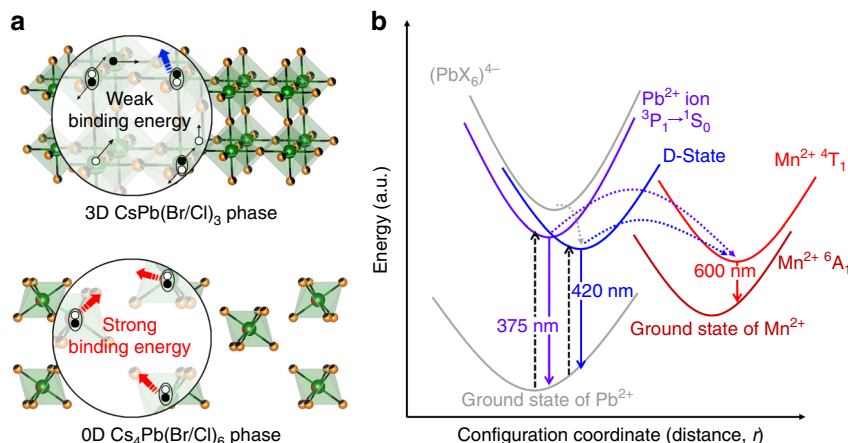 a
Weak
binding energy
3D CsPb(Br/Cl)₃ phase
Strong
binding energy
0D Cs₄Pb(Br/Cl)₆ phase
b
Energy (a.u.)
(PbX₆)⁴⁻
Pb²⁺ ion
³P₁→¹S₀
D-State
Mn²⁺ ⁴T₁
Mn²⁺ ⁶A₁
600 nm
420 nm
375 nm
Ground state of Mn²⁺
Ground state of Pb²⁺
Configuration coordinate (distance, r)